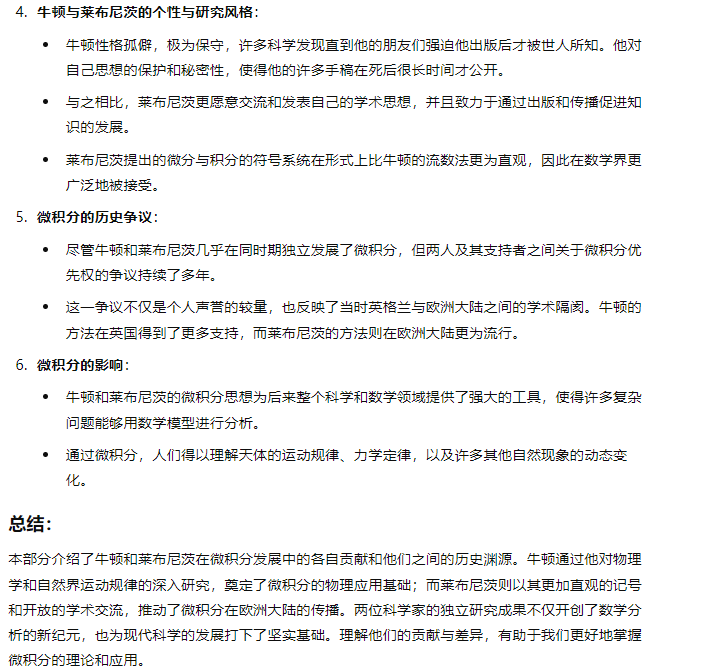 4. 牛顿与莱布尼茨的个性与研究风格：
• 牛顿性格孤僻，极为保守，许多科学发现直到他的朋友们强迫他出版后才被世人所知。他对
自己思想的保护和秘密性，使得他的许多手稿在死后很长时间才公开。
• 与之相比，莱布尼茨更愿意交流和发表自己的学术思想，并且致力于通过出版和传播促进知
识的发展。
• 莱布尼茨提出的微分与积分的符号系统在形式上比牛顿的流数法更为直观，因此在数学界更
广泛地被接受。
5. 微积分的历史争议：
• 尽管牛顿和莱布尼茨几乎在同时期独立发展了微积分，但两人及其支持者之间关于微积分优
先权的争议持续了多年。
• 这一争议不仅是个人声誉的较量，也反映了当时英格兰与欧洲大陆之间的学术隔阂。牛顿的
方法在英国得到了更多支持，而莱布尼茨的方法则在欧洲大陆更为流行。
6. 微积分的影响：
• 牛顿和莱布尼茨的微积分思想为后来整个科学和数学领域提供了强大的工具，使得许多复杂
问题能够用数学模型进行分析。
• 通过微积分，人们得以理解天体的运动规律、力学定律，以及许多其他自然现象的动态变
化。
总结：
本部分介绍了牛顿和莱布尼茨在微积分发展中的各自贡献和他们之间的历史渊源。牛顿通过他对物理
学和自然界运动规律的深入研究，奠定了微积分的物理应用基础；而莱布尼茨则以其更加直观的记号
和开放的学术交流，推动了微积分在欧洲大陆的传播。两位科学家的独立研究成果不仅开创了数学分
析的新纪元，也为现代科学的发展打下了坚实基础。理解他们的贡献与差异，有助于我们更好地掌握
微积分的理论和应用。